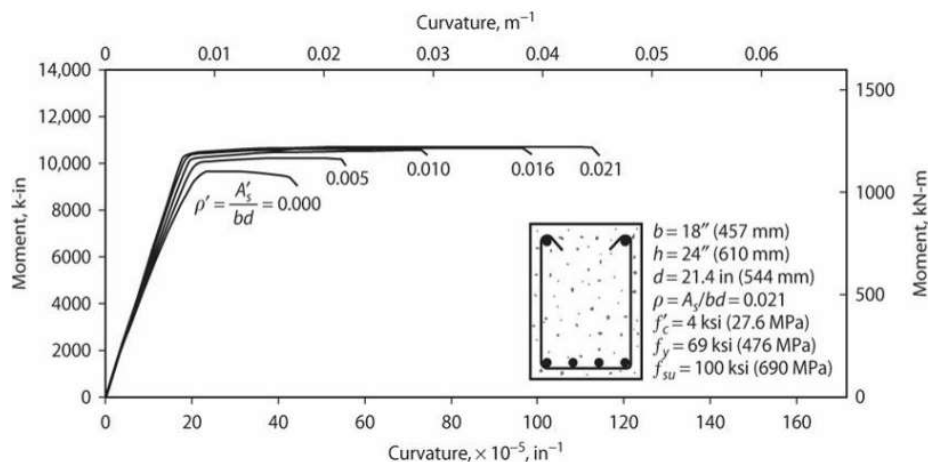 Curvature, m⁻¹
0 0.01 0.02 0.03 0.04 0.05 0.06
14,000
12,000
10,000
8000
6000
4000
2000
0
Moment, k-in
1500
1000
500
0
Moment, kN-m
ρ′ = A′s/bd = 0.000
0.005
0.010
0.016
0.021
b = 18″ (457 mm)
h = 24″ (610 mm)
d = 21.4 in (544 mm)
ρ = As/bd = 0.021
f′c = 4 ksi (27.6 MPa)
fy = 69 ksi (476 MPa)
fsu = 100 ksi (690 MPa)
0 20 40 60 80 100 120 140 160
Curvature, × 10⁻⁵, in⁻¹